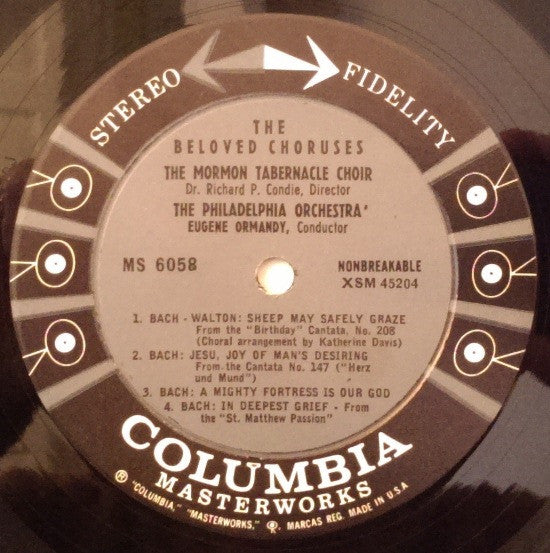 STEREO FIDELITY
THE
BELOVED CHORUSES
THE MORMON TABERNACLE CHOIR
Dr. Richard P. Condie, Director
THE PHILADELPHIA ORCHESTRA
EUGENE ORMANDY, Conductor
MS 6058
NONBREAKABLE
XSM 45204
1. BACH - WALTON: SHEEP MAY SAFELY GRAZE
From the "Birthday" Cantata, No. 208
(Choral arrangement by Katherine Davis)
2. BACH: JESU, JOY OF MAN'S DESIRING
From the Cantata No. 147 ("Herz
und Mund")
3. BACH: A MIGHTY FORTRESS IS OUR GOD
4. BACH: IN DEEPEST GRIEF - From
the "St. Matthew Passion"
COLUMBIA
MASTERWORKS
® "COLUMBIA," "MASTERWORKS," ®, MARCAS REG. MADE IN U.S.A